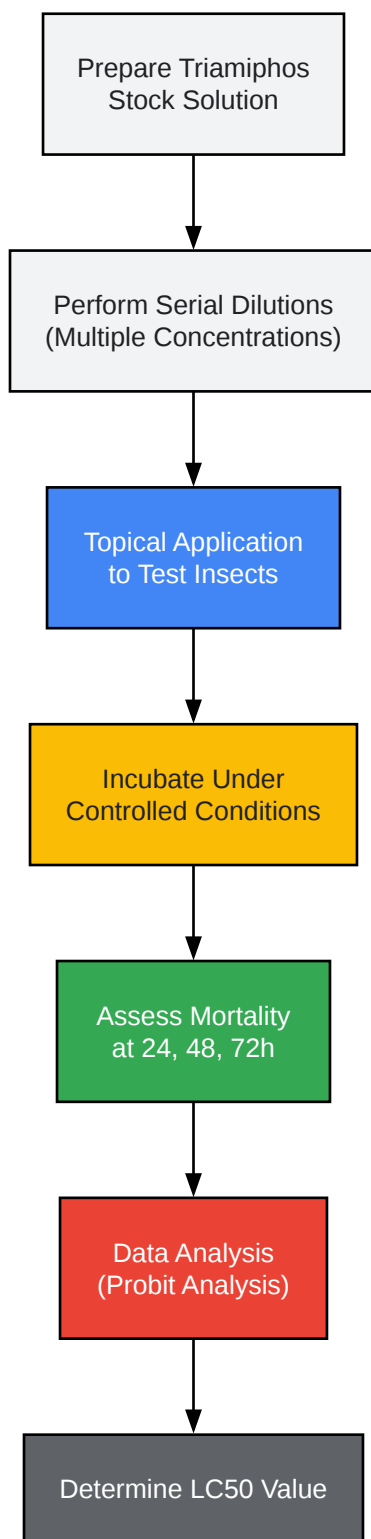 Prepare Triamiphos
Stock Solution
Perform Serial Dilutions
(Multiple Concentrations)
Topical Application
to Test Insects
Incubate Under
Controlled Conditions
Assess Mortality
at 24, 48, 72h
Data Analysis
(Probit Analysis)
Determine LC50 Value